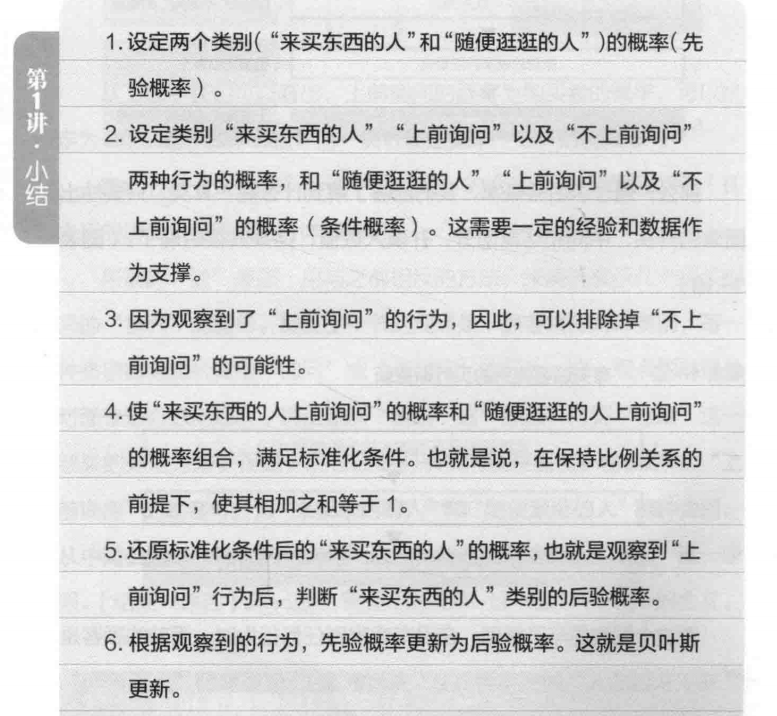 第1讲·小结
1.设定两个类别(“来买东西的人”和“随便逛逛的人”)的概率(先
验概率)。
2. 设定类别“来买东西的人”“上前询问”以及“不上前询问”
两种行为的概率，和“随便逛逛的人”“上前询问”以及“不
上前询问”的概率(条件概率)。这需要一定的经验和数据作
为支撑。
3. 因为观察到了“上前询问”的行为，因此，可以排除掉“不上
前询问”的可能性。
4. 使“来买东西的人上前询问”的概率和“随便逛逛的人上前询问”
的概率组合，满足标准化条件。也就是说，在保持比例关系的
前提下，使其相加之和等于1。
5. 还原标准化条件后的“来买东西的人”的概率，也就是观察到“上
前询问”行为后，判断“来买东西的人”类别的后验概率。
6. 根据观察到的行为，先验概率更新为后验概率。这就是贝叶斯
更新。